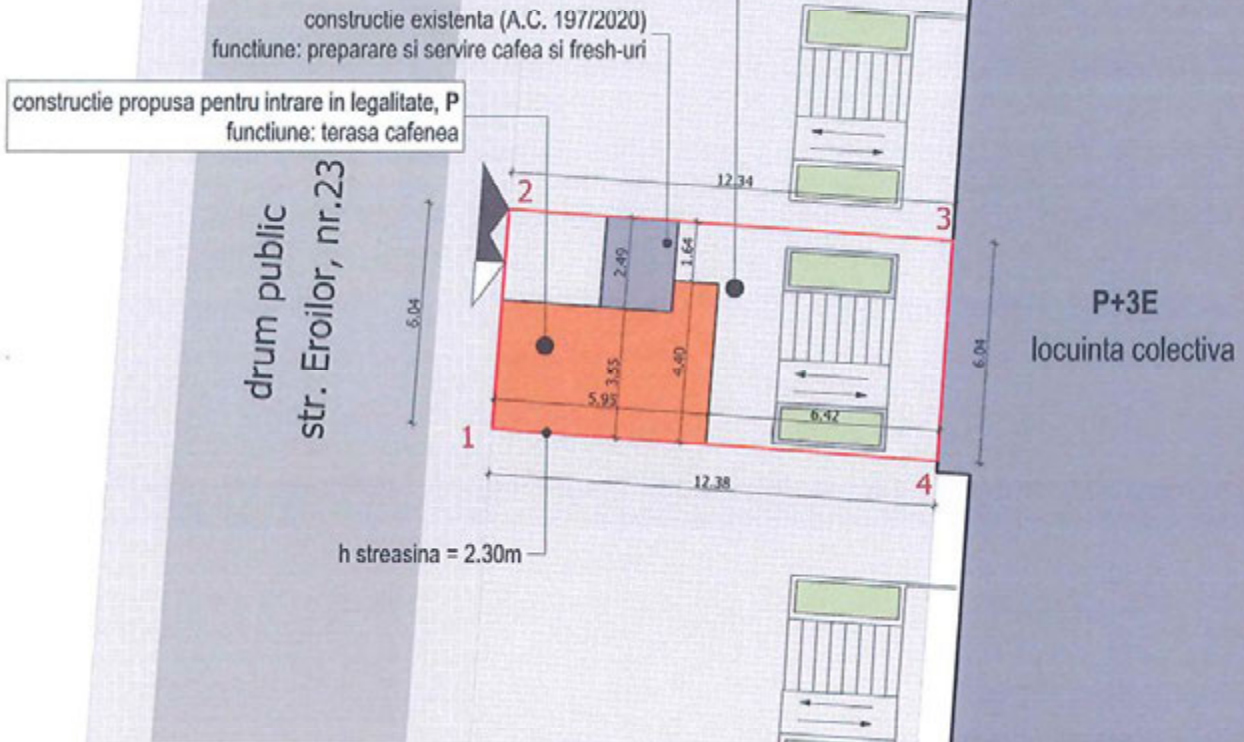 constructie existenta (A.C. 197/2020)
functiune: preparare si servire cafea si fresh-uri
constructie propusa pentru intrare in legalitate, P
functiune: terasa cafenea
drum public
str. Eroilor, nr.23
2
12.34
3
6.04
2.49
1.64
3.55
4.40
5.95
6.42
6.04
P+3E
locuinta colectiva
1
12.38
4
h streasina = 2.30m